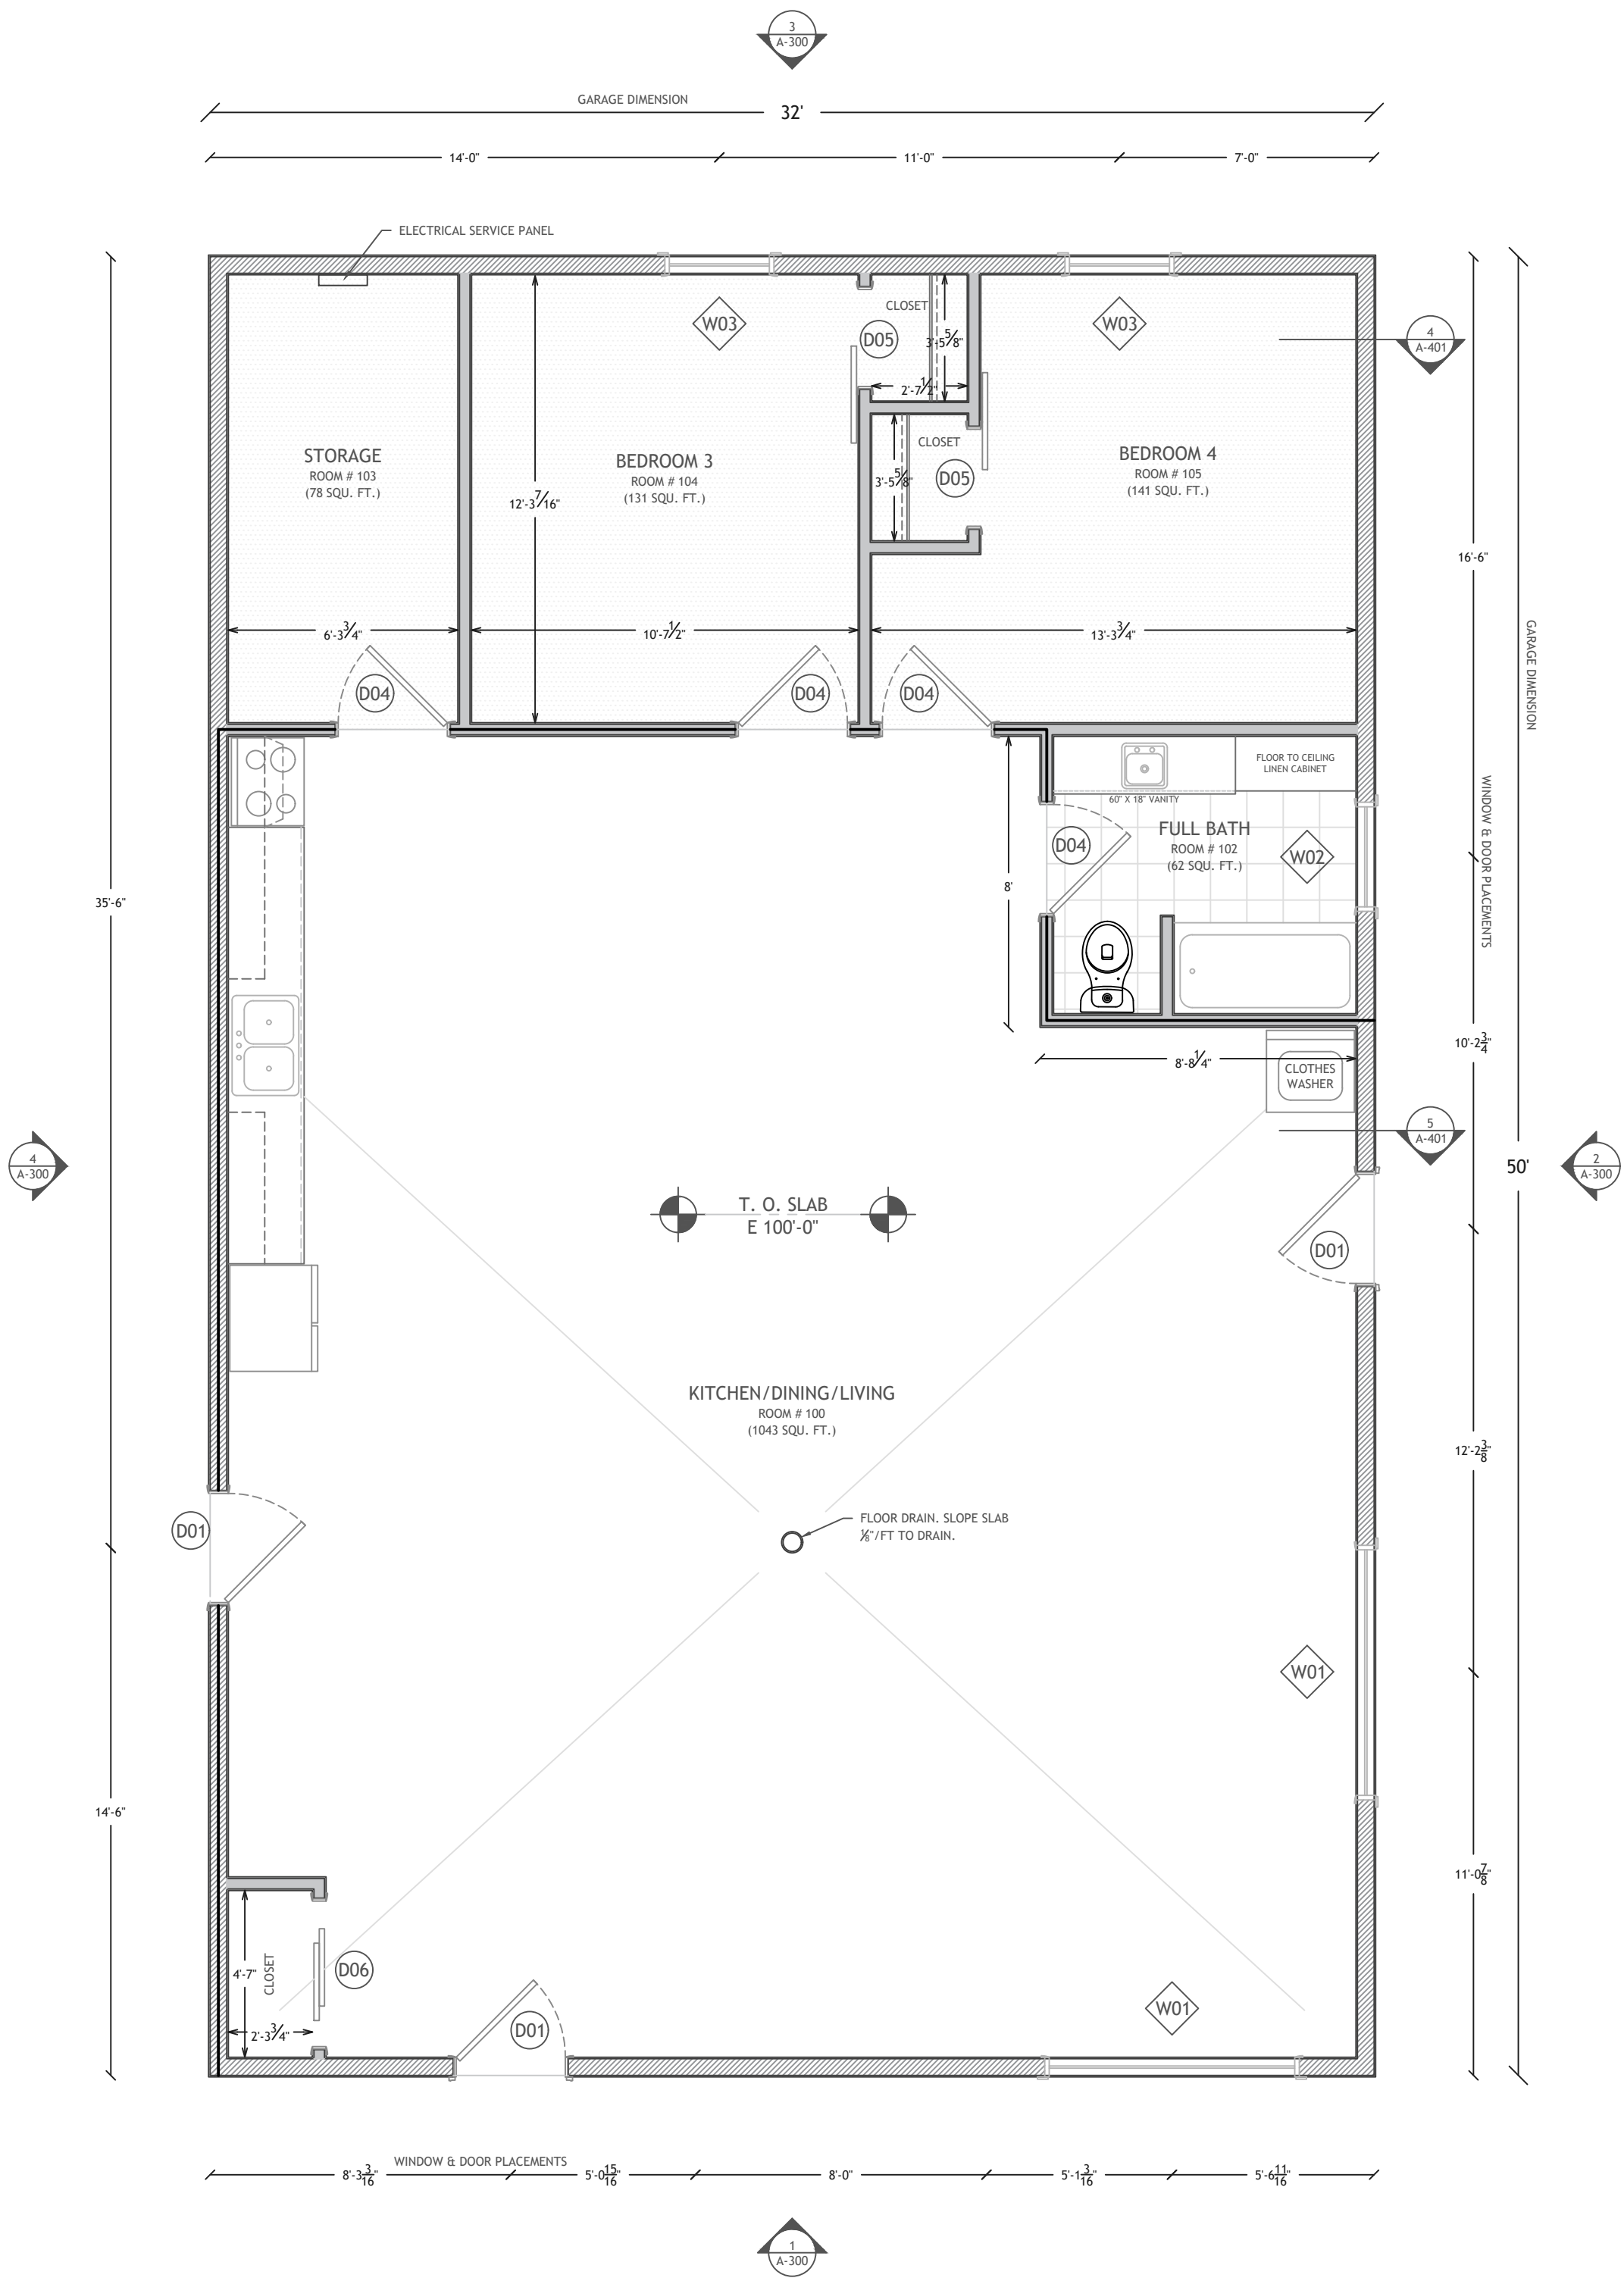 3
A-300
GARAGE DIMENSION
32'
14'-0"
11'-0"
7'-0"
ELECTRICAL SERVICE PANEL
CLOSET
W03
W03
D05
3'-5 5/8"
4
A-401
2'-7 1/2"
CLOSET
STORAGE
ROOM # 103
(78 SQU. FT.)
BEDROOM 3
ROOM # 104
(131 SQU. FT.)
BEDROOM 4
ROOM # 105
(141 SQU. FT.)
D05
3'-5 5/8"
12'-3 7/16"
16'-6"
6'-3 3/4"
10'-7 1/2"
13'-3 3/4"
GARAGE DIMENSION
D04
D04
D04
FLOOR TO CEILING
LINEN CABINET
60" X 18" VANITY
FULL BATH
ROOM # 102
(62 SQU. FT.)
D04
W02
WINDOW & DOOR PLACEMENTS
8'
35'-6"
10'-2 3/4"
8'-8 1/4"
CLOTHES
WASHER
5
A-401
4
A-300
50'
2
A-300
T. O. SLAB
E 100'-0"
D01
KITCHEN/DINING/LIVING
ROOM # 100
(1043 SQU. FT.)
12'-2 3/8"
D01
FLOOR DRAIN. SLOPE SLAB
1/8"/FT TO DRAIN.
W01
14'-6"
11'-0 7/8"
4'-7"
CLOSET
D06
W01
2'-3 3/4"
D01
WINDOW & DOOR PLACEMENTS
8'-3 3/16"
5'-0 15/16"
8'-0"
5'-1 3/16"
5'-6 11/16"
1
A-300